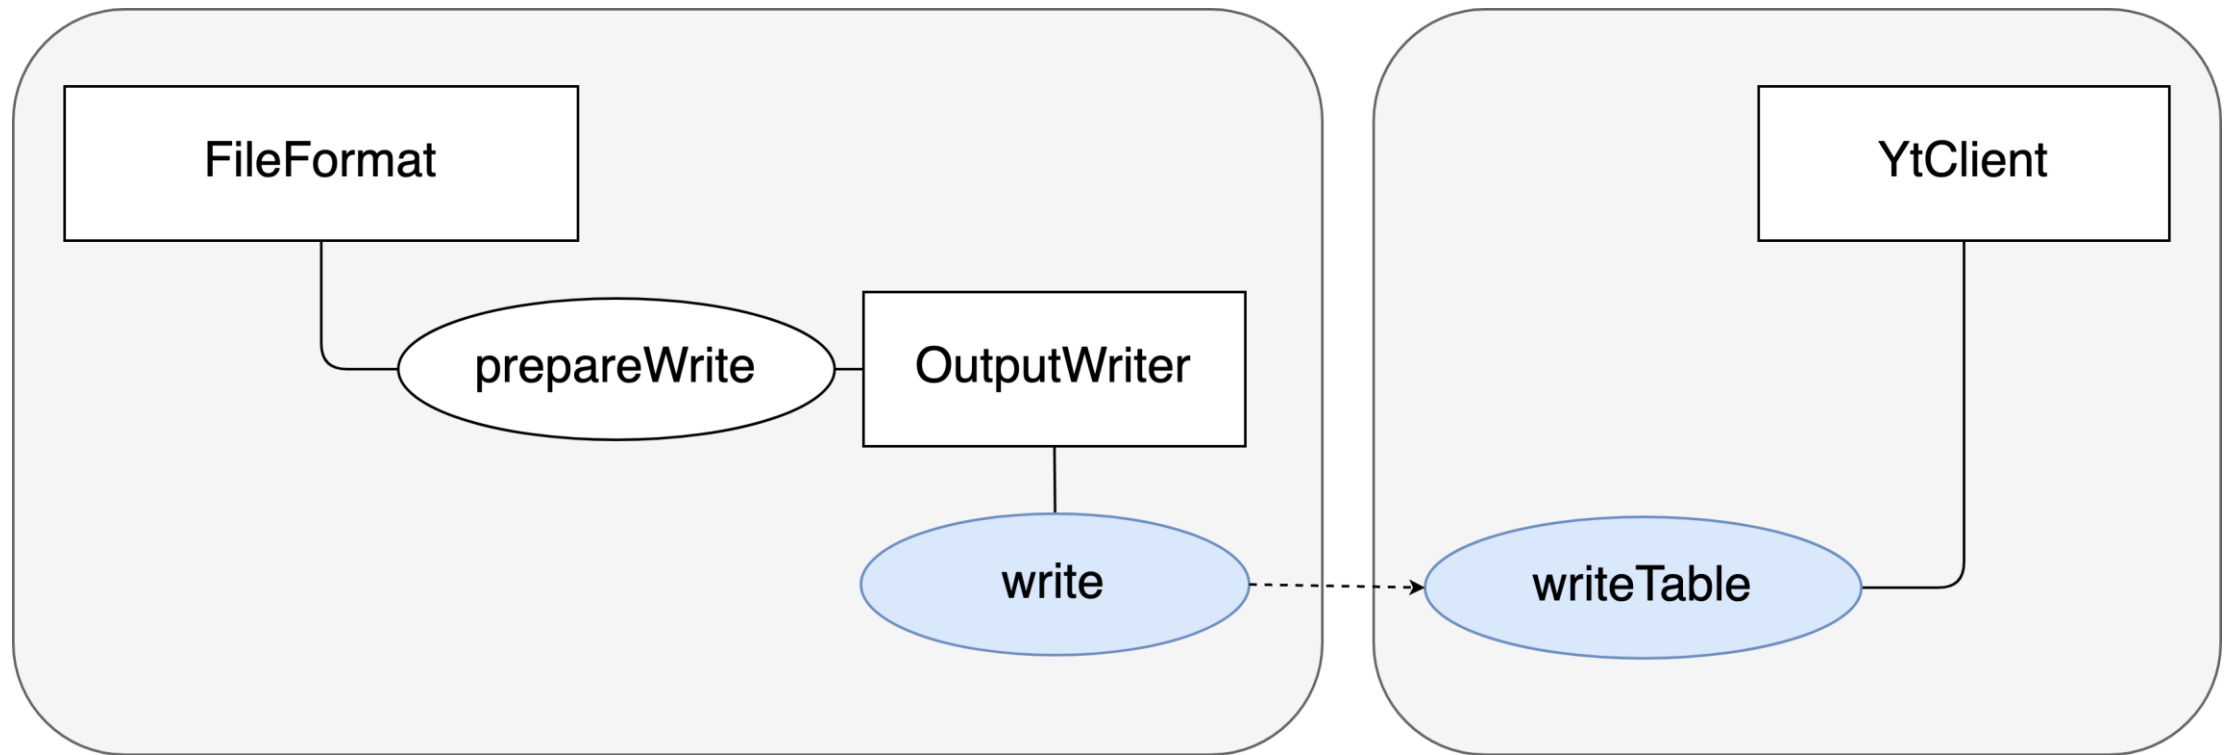 FileFormat
YtClient
prepareWrite
OutputWriter
write
writeTable